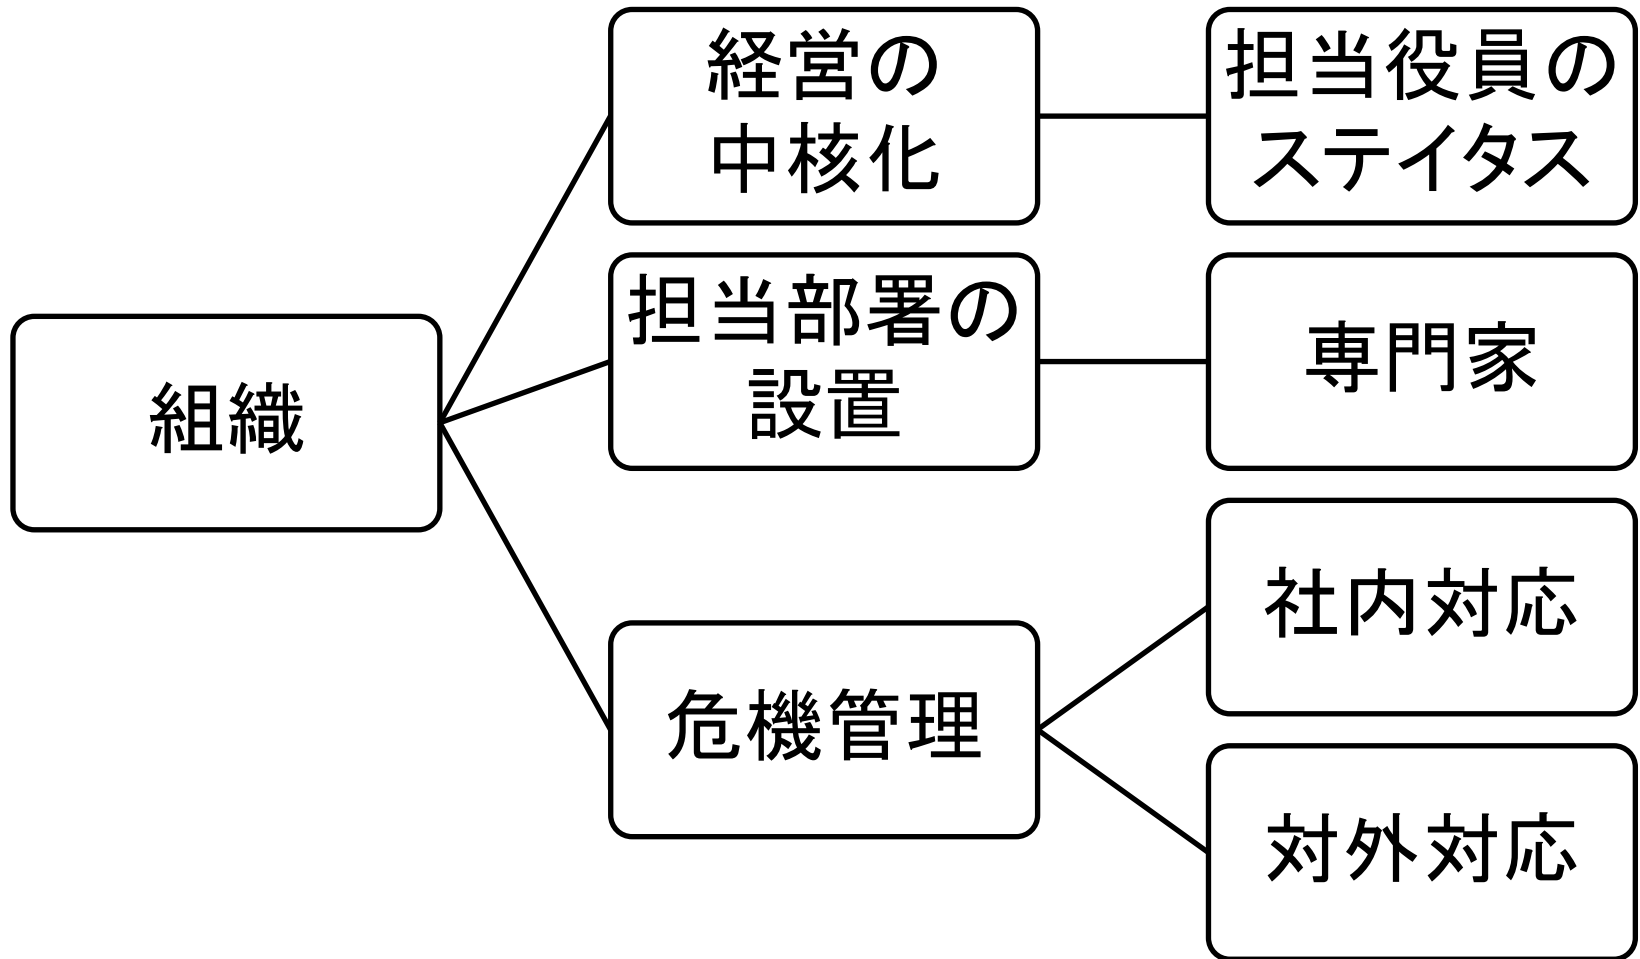 経営の
中核化
担当役員の
ステイタス
組織
担当部署の
設置
専門家
危機管理
社内対応
対外対応